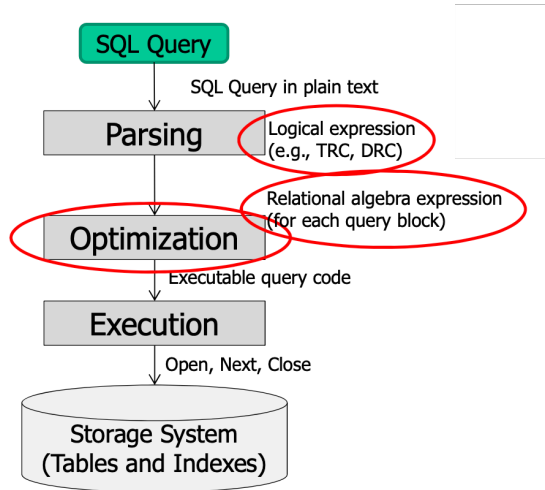 SQL Query
SQL Query in plain text
Parsing
Logical expression
(e.g., TRC, DRC)
Relational algebra expression
(for each query block)
Optimization
Executable query code
Execution
Open, Next, Close
Storage System
(Tables and Indexes)